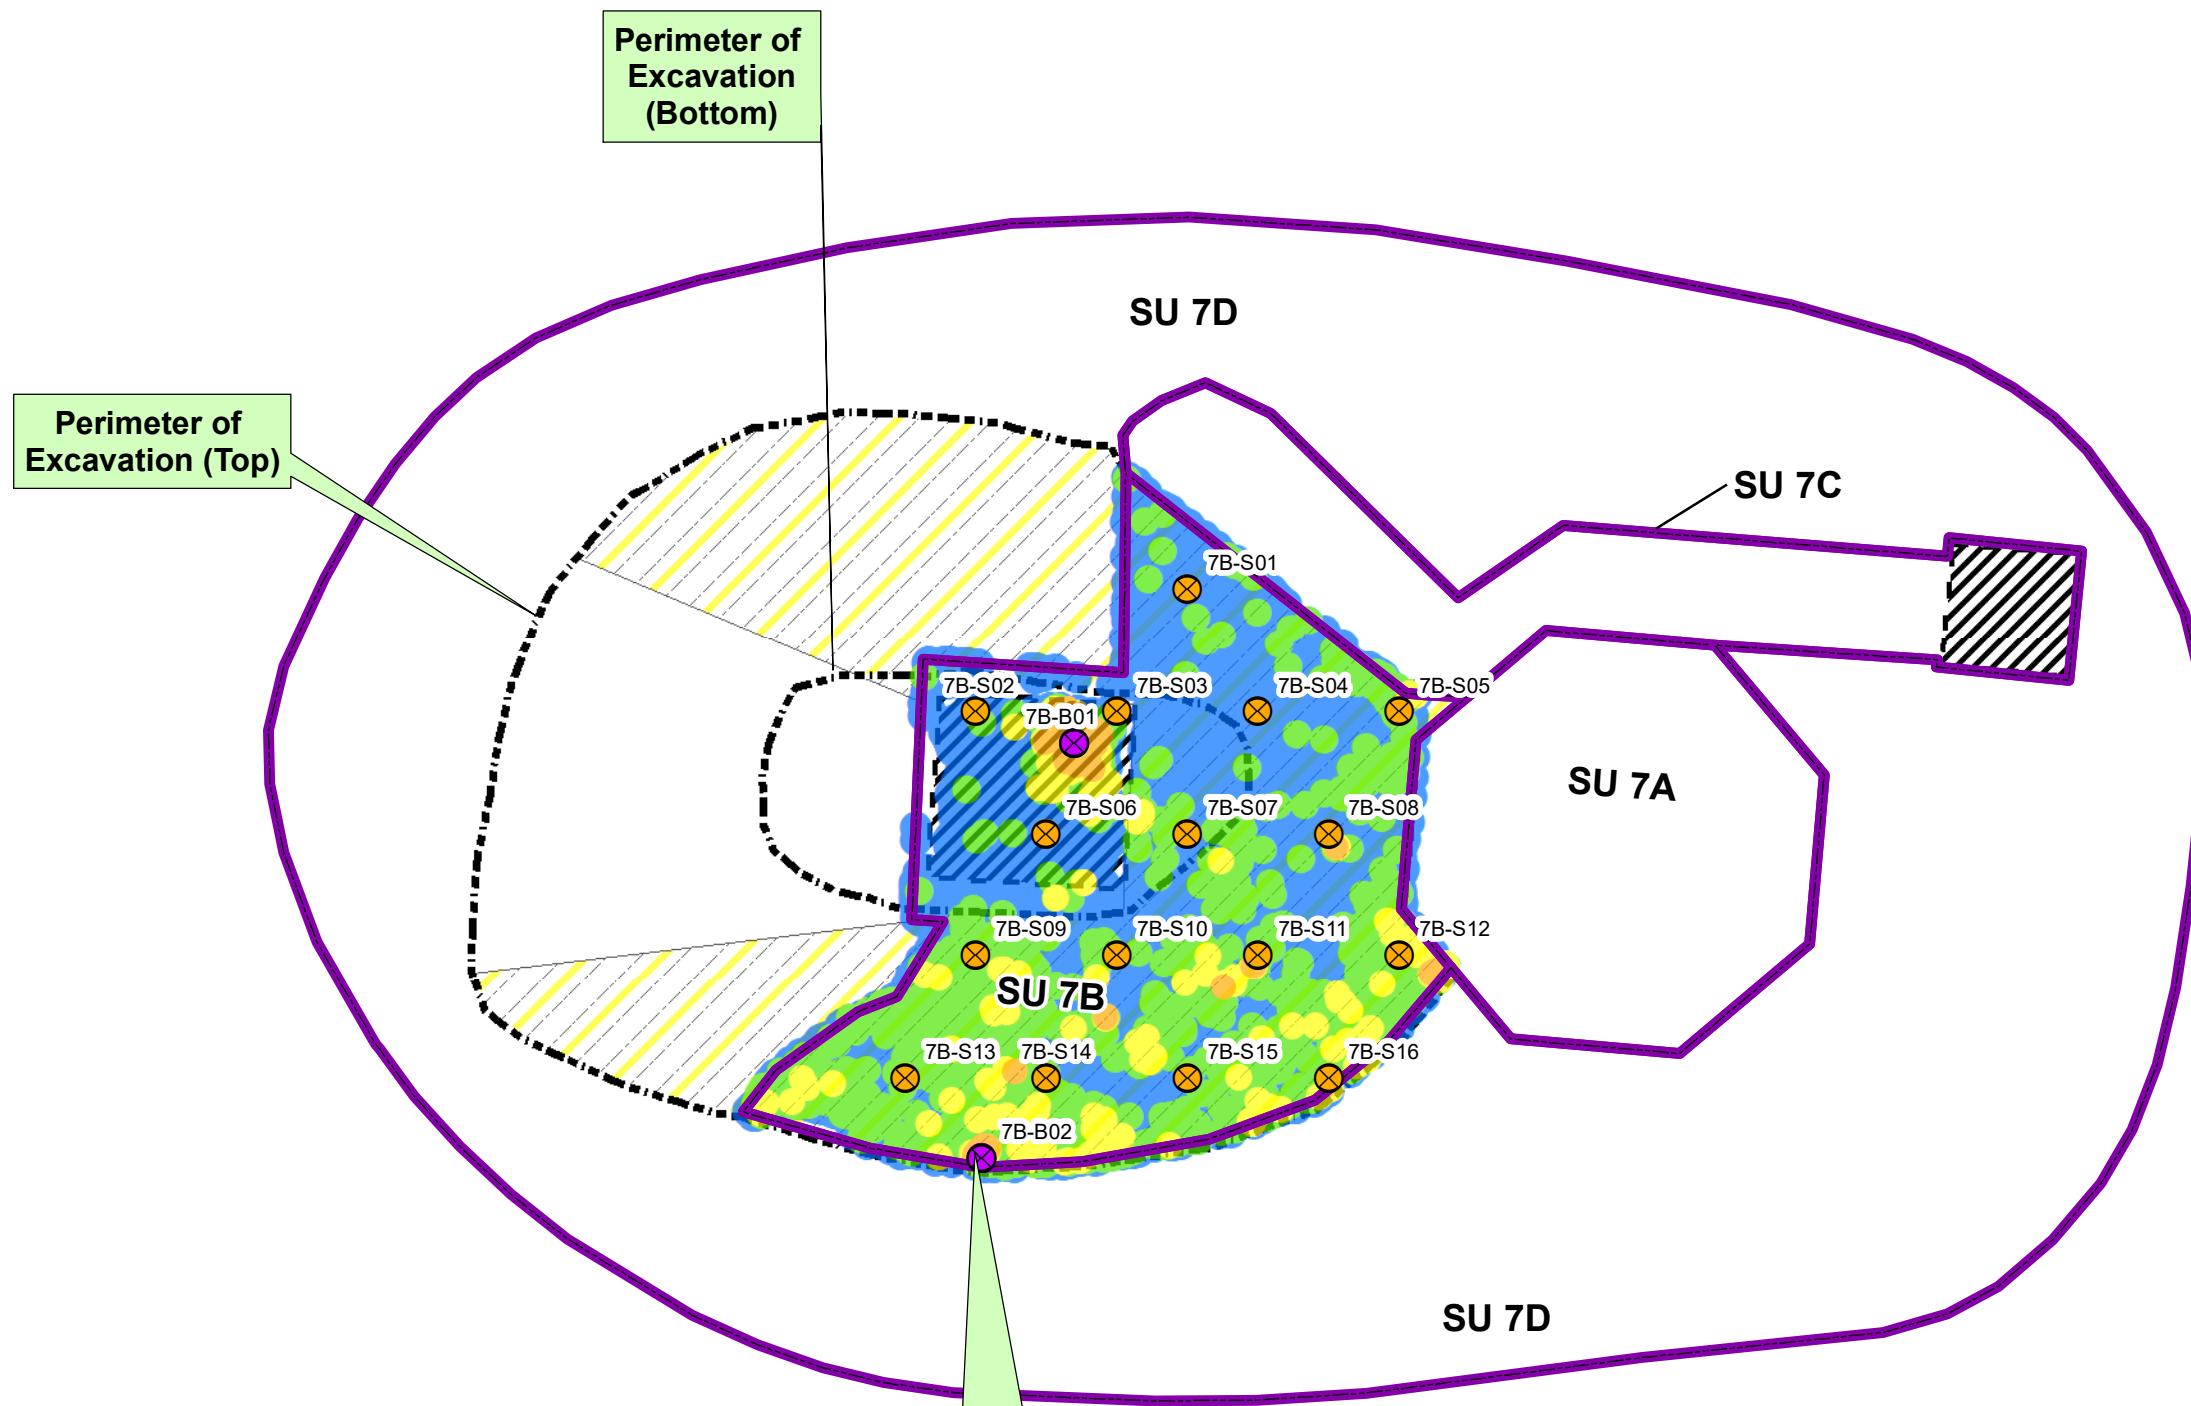 Perimeter of
Excavation
(Bottom)
SU 7D
Perimeter of
Excavation (Top)
SU 7C
7B-S01
7B-S02
7B-S03
7B-S04
7B-S05
7B-B01
SU 7A
7B-S06
7B-S07
7B-S08
7B-S09
7B-S10
7B-S11
7B-S12
SU 7B
7B-S13
7B-S14
7B-S15
7B-S16
7B-B02
SU 7D